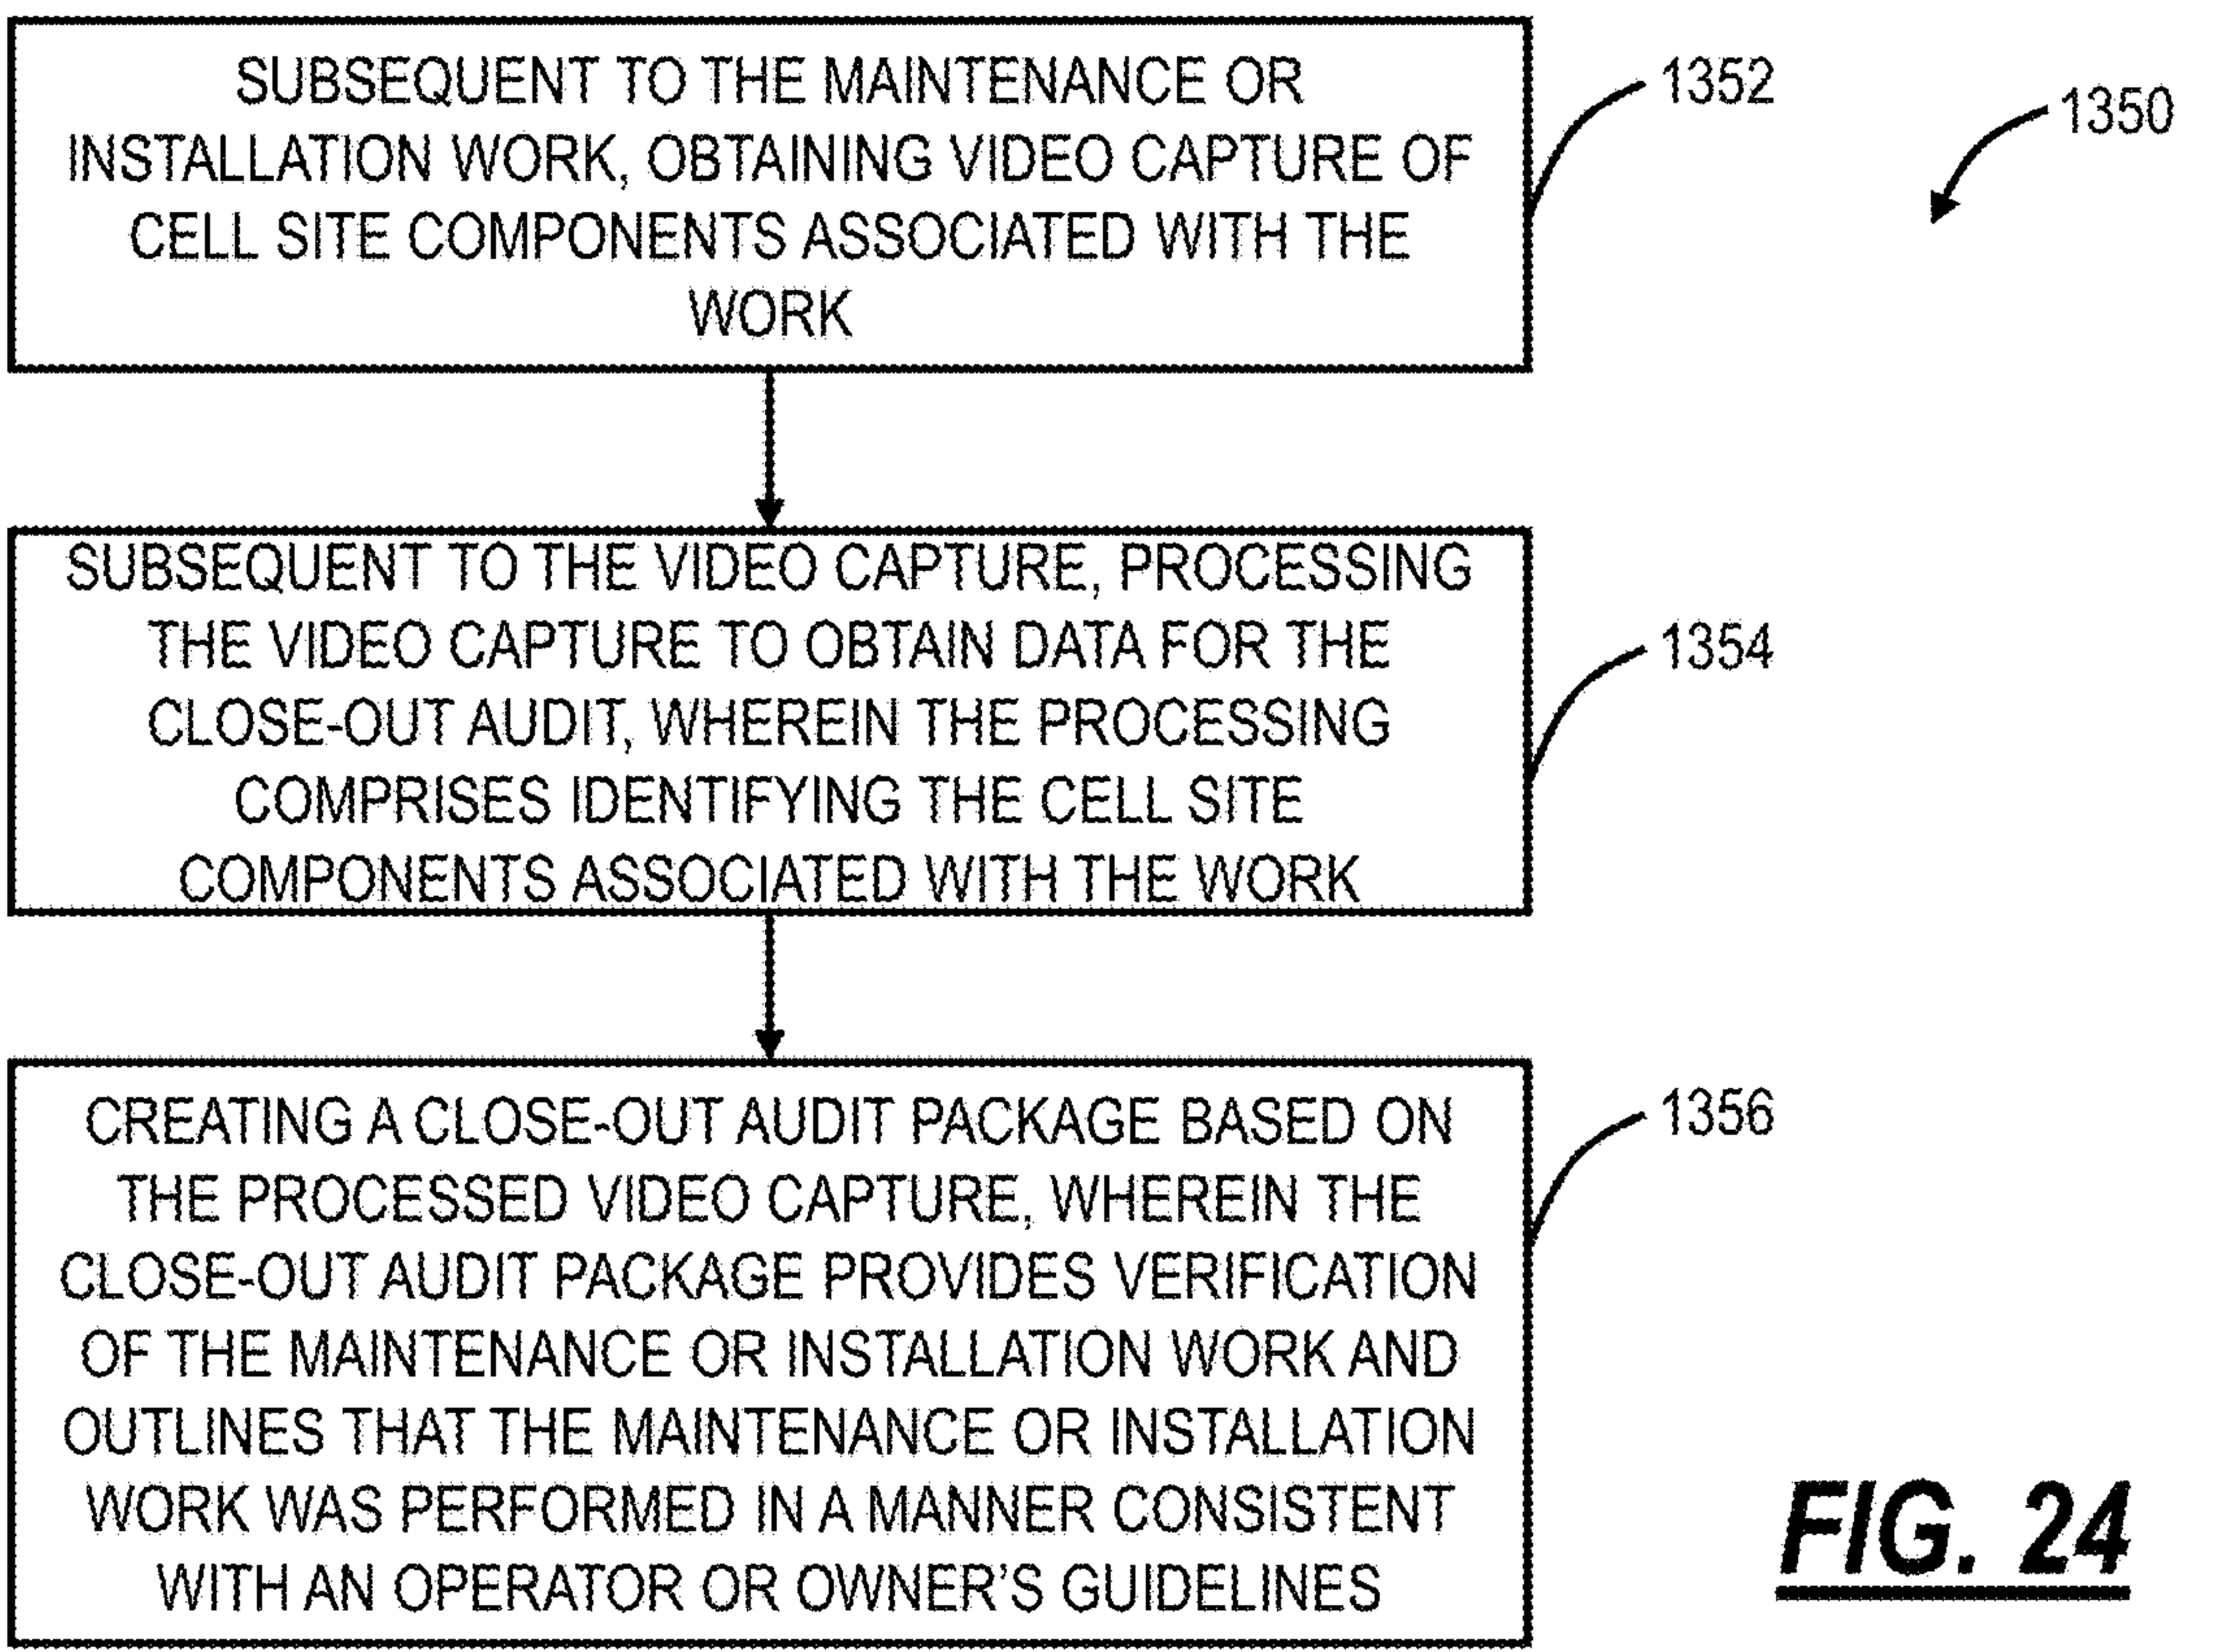 SUBSEQUENT TO THE MAINTENANCE OR
INSTALLATION WORK, OBTAINING VIDEO CAPTURE OF
CELL SITE COMPONENTS ASSOCIATED WITH THE
WORK
1352
1350
SUBSEQUENT TO THE VIDEO CAPTURE, PROCESSING
THE VIDEO CAPTURE TO OBTAIN DATA FOR THE
CLOSE-OUT AUDIT, WHEREIN THE PROCESSING
COMPRISES IDENTIFYING THE CELL SITE
COMPONENTS ASSOCIATED WITH THE WORK
1354
CREATING A CLOSE-OUT AUDIT PACKAGE BASED ON
THE PROCESSED VIDEO CAPTURE, WHEREIN THE
CLOSE-OUT AUDIT PACKAGE PROVIDES VERIFICATION
OF THE MAINTENANCE OR INSTALLATION WORK AND
OUTLINES THAT THE MAINTENANCE OR INSTALLATION
WORK WAS PERFORMED IN A MANNER CONSISTENT
WITH AN OPERATOR OR OWNER'S GUIDELINES
1356
FIG. 24